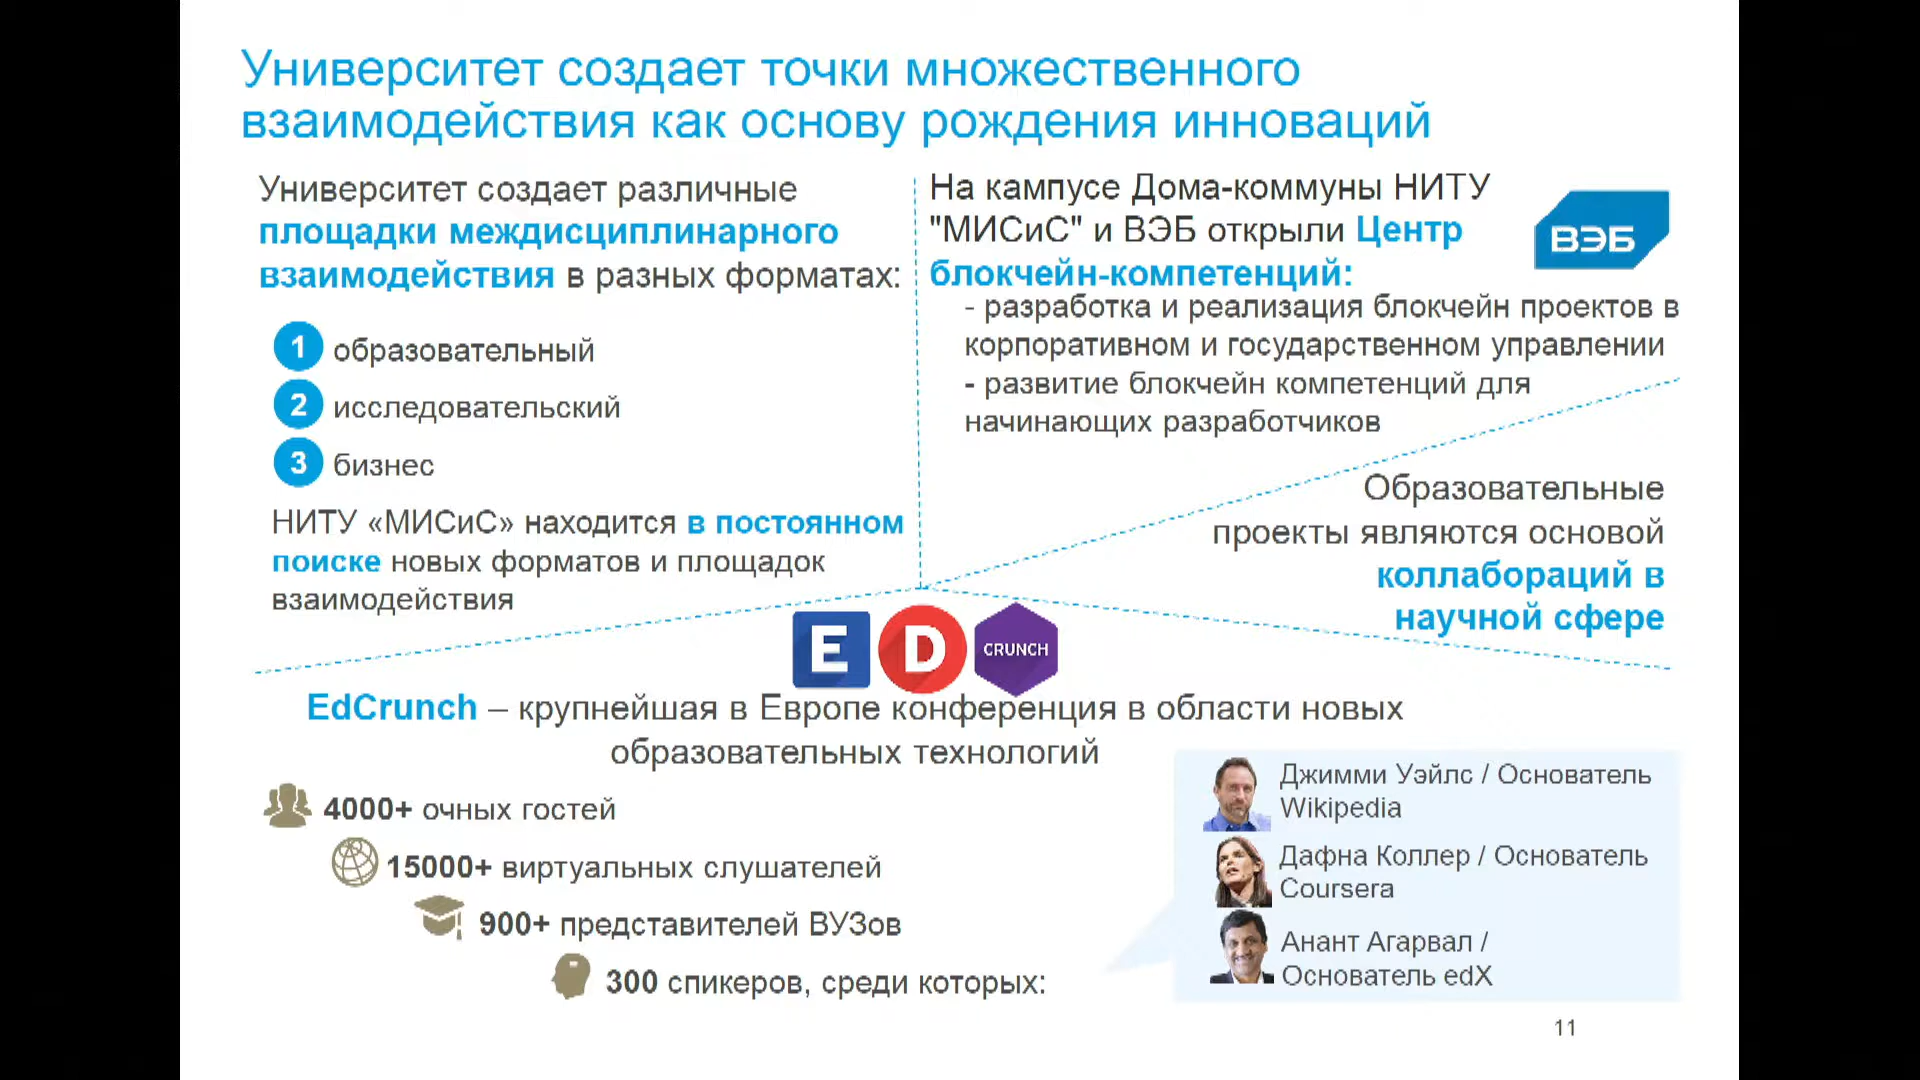 Университет создает точки множественного
взаимодействия как основу рождения инноваций
Университет создает различные
площадки междисциплинарного
взаимодействия в разных форматах:
1 образовательный
2 исследовательский
3 бизнес
НИТУ «МИСиС» находится в постоянном
поиске новых форматов и площадок
взаимодействия
На кампусе Дома-коммуны НИТУ
"МИСиС" и ВЭБ открыли Центр
блокчейн-компетенций:
ВЭБ
- разработка и реализация блокчейн проектов в
корпоративном и государственном управлении
- развитие блокчейн компетенций для
начинающих разработчиков
Образовательные
проекты являются основой
коллабораций в
научной сфере
E D CRUNCH
EdCrunch – крупнейшая в Европе конференция в области новых
образовательных технологий
4000+ очных гостей
15000+ виртуальных слушателей
900+ представителей ВУЗов
300 спикеров, среди которых:
Джимми Уэйлс / Основатель
Wikipedia
Дафна Коллер / Основатель
Coursera
Анант Агарвал /
Основатель edX
11